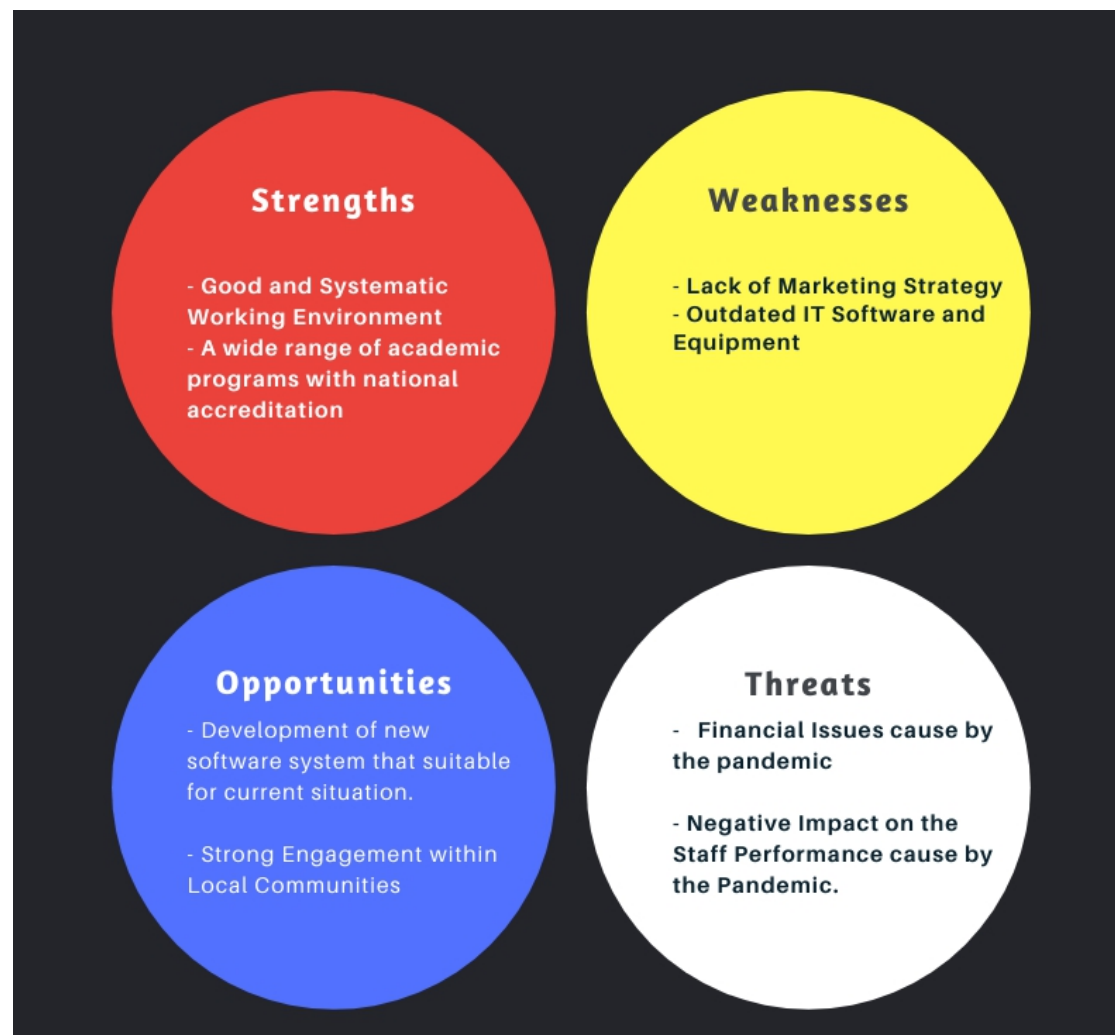 Strengths
- Good and Systematic
Working Environment
- A wide range of academic
programs with national
accreditation
Weaknesses
- Lack of Marketing Strategy
- Outdated IT Software and
Equipment
Opportunities
- Development of new
software system that suitable
for current situation.
- Strong Engagement within
Local Communities
Threats
- Financial Issues cause by
the pandemic
- Negative Impact on the
Staff Performance cause by
the Pandemic.